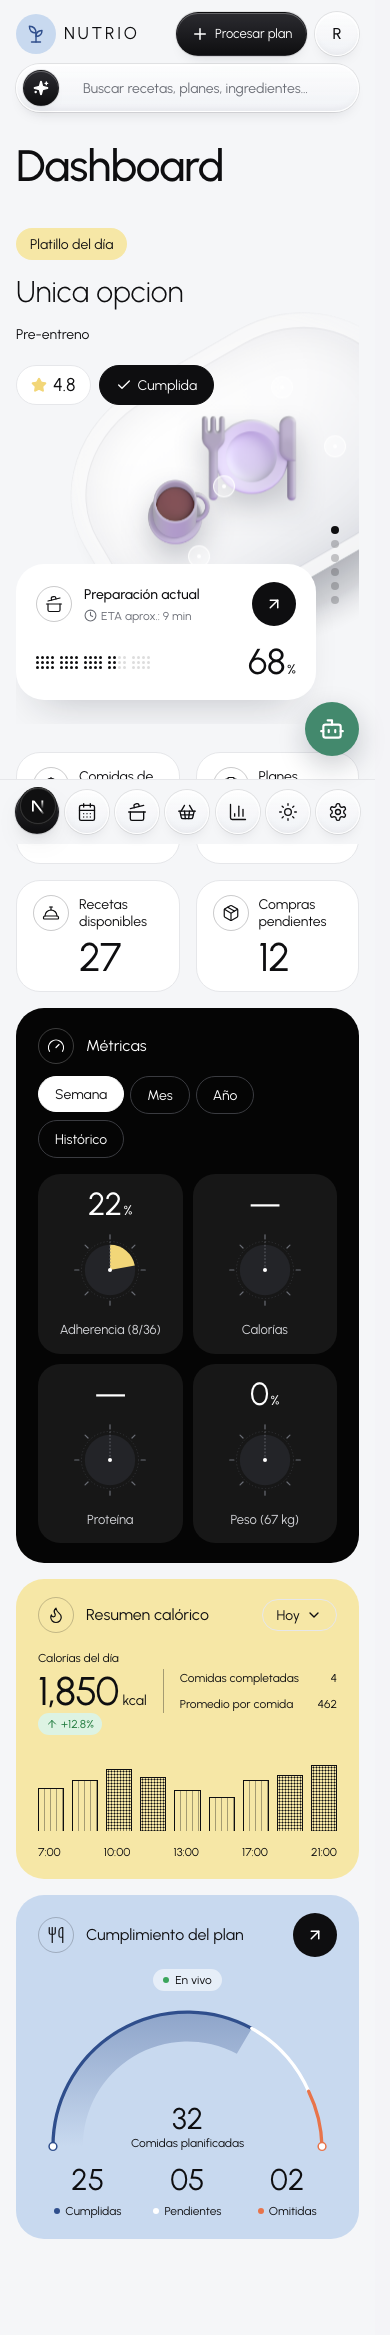 NUTRIO
Procesar plan
R
Buscar recetas, planes, ingredientes...
Dashboard
Platillo del día
Unica opcion
Pre-entreno
4.8
Cumplida
Preparación actual
ETA aprox.: 9 min
68%
Comidas de
Planes
N
Recetas disponibles
27
Compras pendientes
12
Métricas
Semana
Mes
Año
Histórico
22%
Adherencia (8/36)
—
Calorías
—
Proteína
0%
Peso (67 kg)
Resumen calórico
Hoy
Calorías del día
1,850 kcal
↑ +12.8%
Comidas completadas 4
Promedio por comida 462
7:00 10:00 13:00 17:00 21:00
Cumplimiento del plan
En vivo
32
Comidas planificadas
25 05 02
Cumplidas Pendientes Omitidas